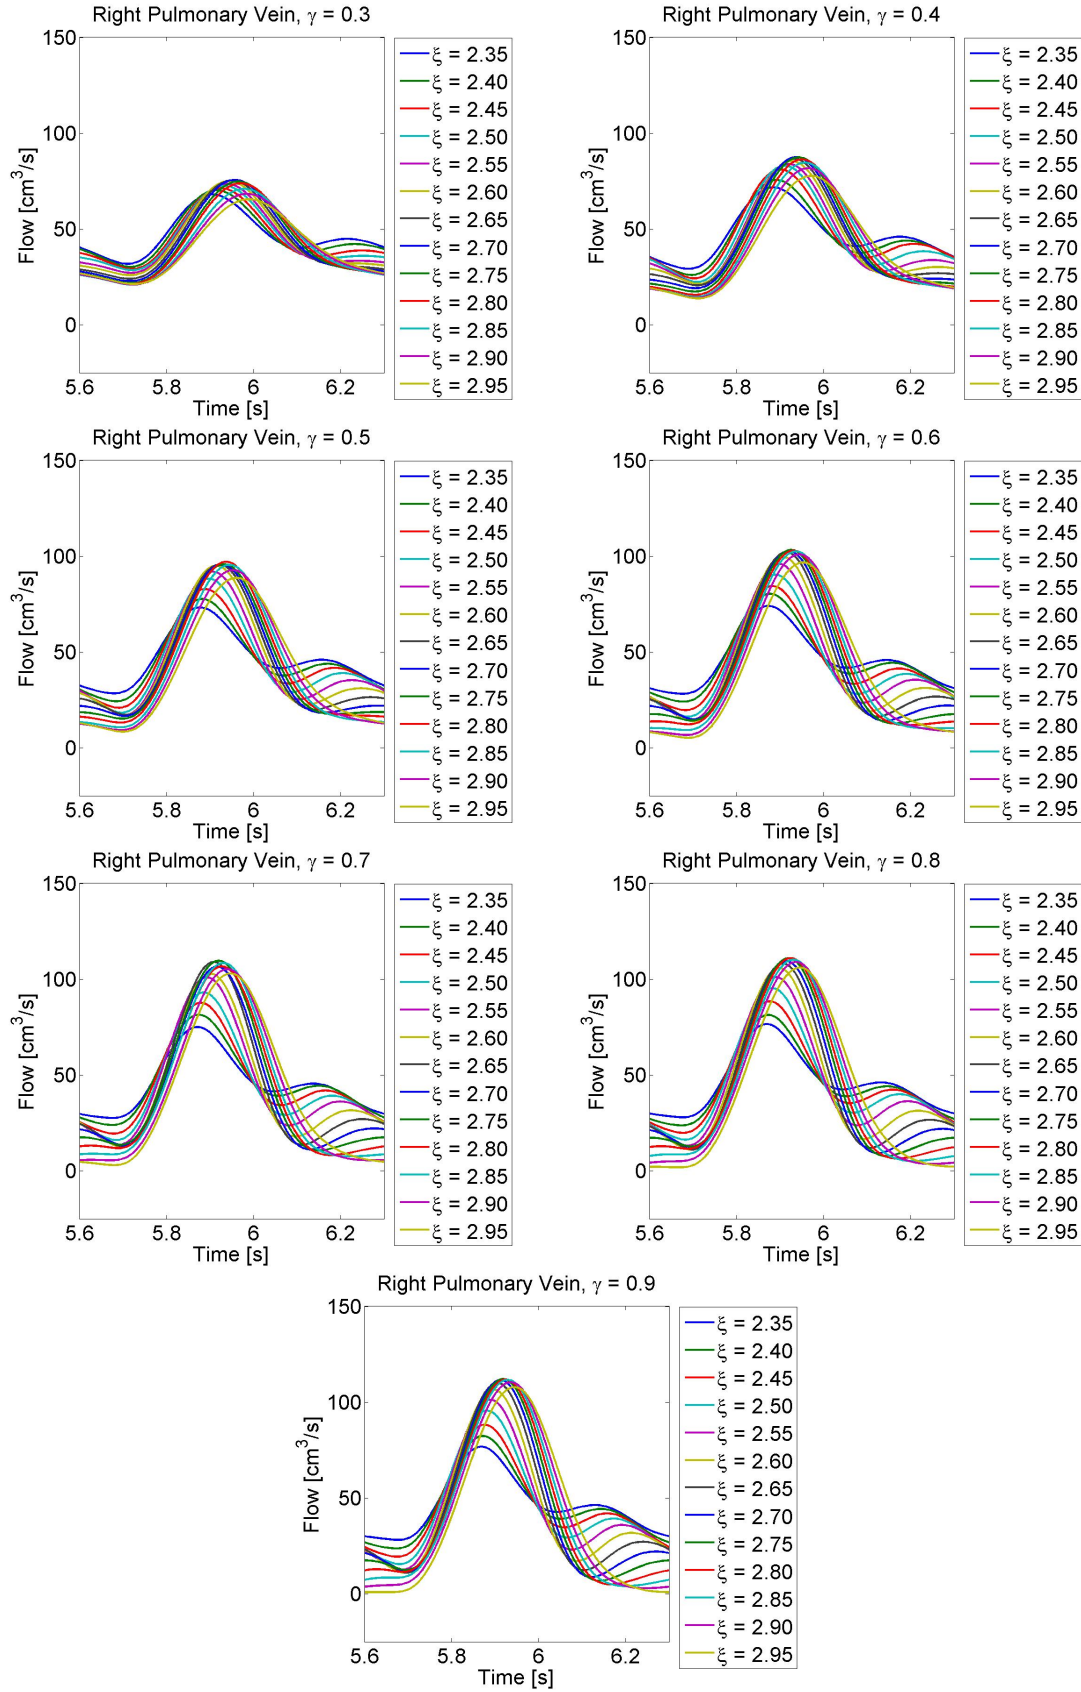 Right Pulmonary Vein, γ = 0.3
150
100
50
0
Flow [cm³/s]
5.6 5.8 6 6.2
Time [s]
ξ = 2.35
ξ = 2.40
ξ = 2.45
ξ = 2.50
ξ = 2.55
ξ = 2.60
ξ = 2.65
ξ = 2.70
ξ = 2.75
ξ = 2.80
ξ = 2.85
ξ = 2.90
ξ = 2.95
Right Pulmonary Vein, γ = 0.4
150
100
50
0
Flow [cm³/s]
5.6 5.8 6 6.2
Time [s]
ξ = 2.35
ξ = 2.40
ξ = 2.45
ξ = 2.50
ξ = 2.55
ξ = 2.60
ξ = 2.65
ξ = 2.70
ξ = 2.75
ξ = 2.80
ξ = 2.85
ξ = 2.90
ξ = 2.95
Right Pulmonary Vein, γ = 0.5
150
100
50
0
Flow [cm³/s]
5.6 5.8 6 6.2
Time [s]
ξ = 2.35
ξ = 2.40
ξ = 2.45
ξ = 2.50
ξ = 2.55
ξ = 2.60
ξ = 2.65
ξ = 2.70
ξ = 2.75
ξ = 2.80
ξ = 2.85
ξ = 2.90
ξ = 2.95
Right Pulmonary Vein, γ = 0.6
150
100
50
0
Flow [cm³/s]
5.6 5.8 6 6.2
Time [s]
ξ = 2.35
ξ = 2.40
ξ = 2.45
ξ = 2.50
ξ = 2.55
ξ = 2.60
ξ = 2.65
ξ = 2.70
ξ = 2.75
ξ = 2.80
ξ = 2.85
ξ = 2.90
ξ = 2.95
Right Pulmonary Vein, γ = 0.7
150
100
50
0
Flow [cm³/s]
5.6 5.8 6 6.2
Time [s]
ξ = 2.35
ξ = 2.40
ξ = 2.45
ξ = 2.50
ξ = 2.55
ξ = 2.60
ξ = 2.65
ξ = 2.70
ξ = 2.75
ξ = 2.80
ξ = 2.85
ξ = 2.90
ξ = 2.95
Right Pulmonary Vein, γ = 0.8
150
100
50
0
Flow [cm³/s]
5.6 5.8 6 6.2
Time [s]
ξ = 2.35
ξ = 2.40
ξ = 2.45
ξ = 2.50
ξ = 2.55
ξ = 2.60
ξ = 2.65
ξ = 2.70
ξ = 2.75
ξ = 2.80
ξ = 2.85
ξ = 2.90
ξ = 2.95
Right Pulmonary Vein, γ = 0.9
150
100
50
0
Flow [cm³/s]
5.6 5.8 6 6.2
Time [s]
ξ = 2.35
ξ = 2.40
ξ = 2.45
ξ = 2.50
ξ = 2.55
ξ = 2.60
ξ = 2.65
ξ = 2.70
ξ = 2.75
ξ = 2.80
ξ = 2.85
ξ = 2.90
ξ = 2.95